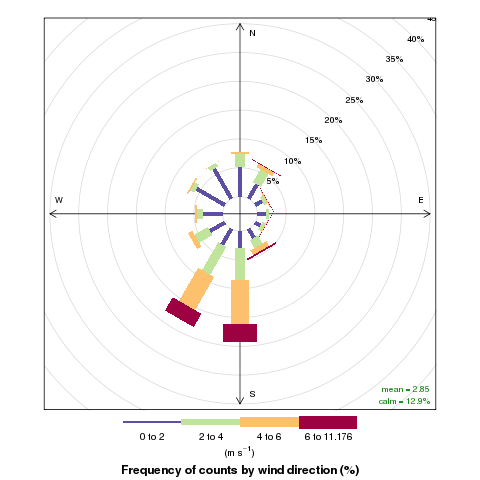 45
40%
35%
30%
25%
20%
15%
10%
5%
N
W
E
S
mean = 2.85
calm = 12.9%
0 to 2
2 to 4
4 to 6
6 to 11.176
(m s⁻¹)
Frequency of counts by wind direction (%)